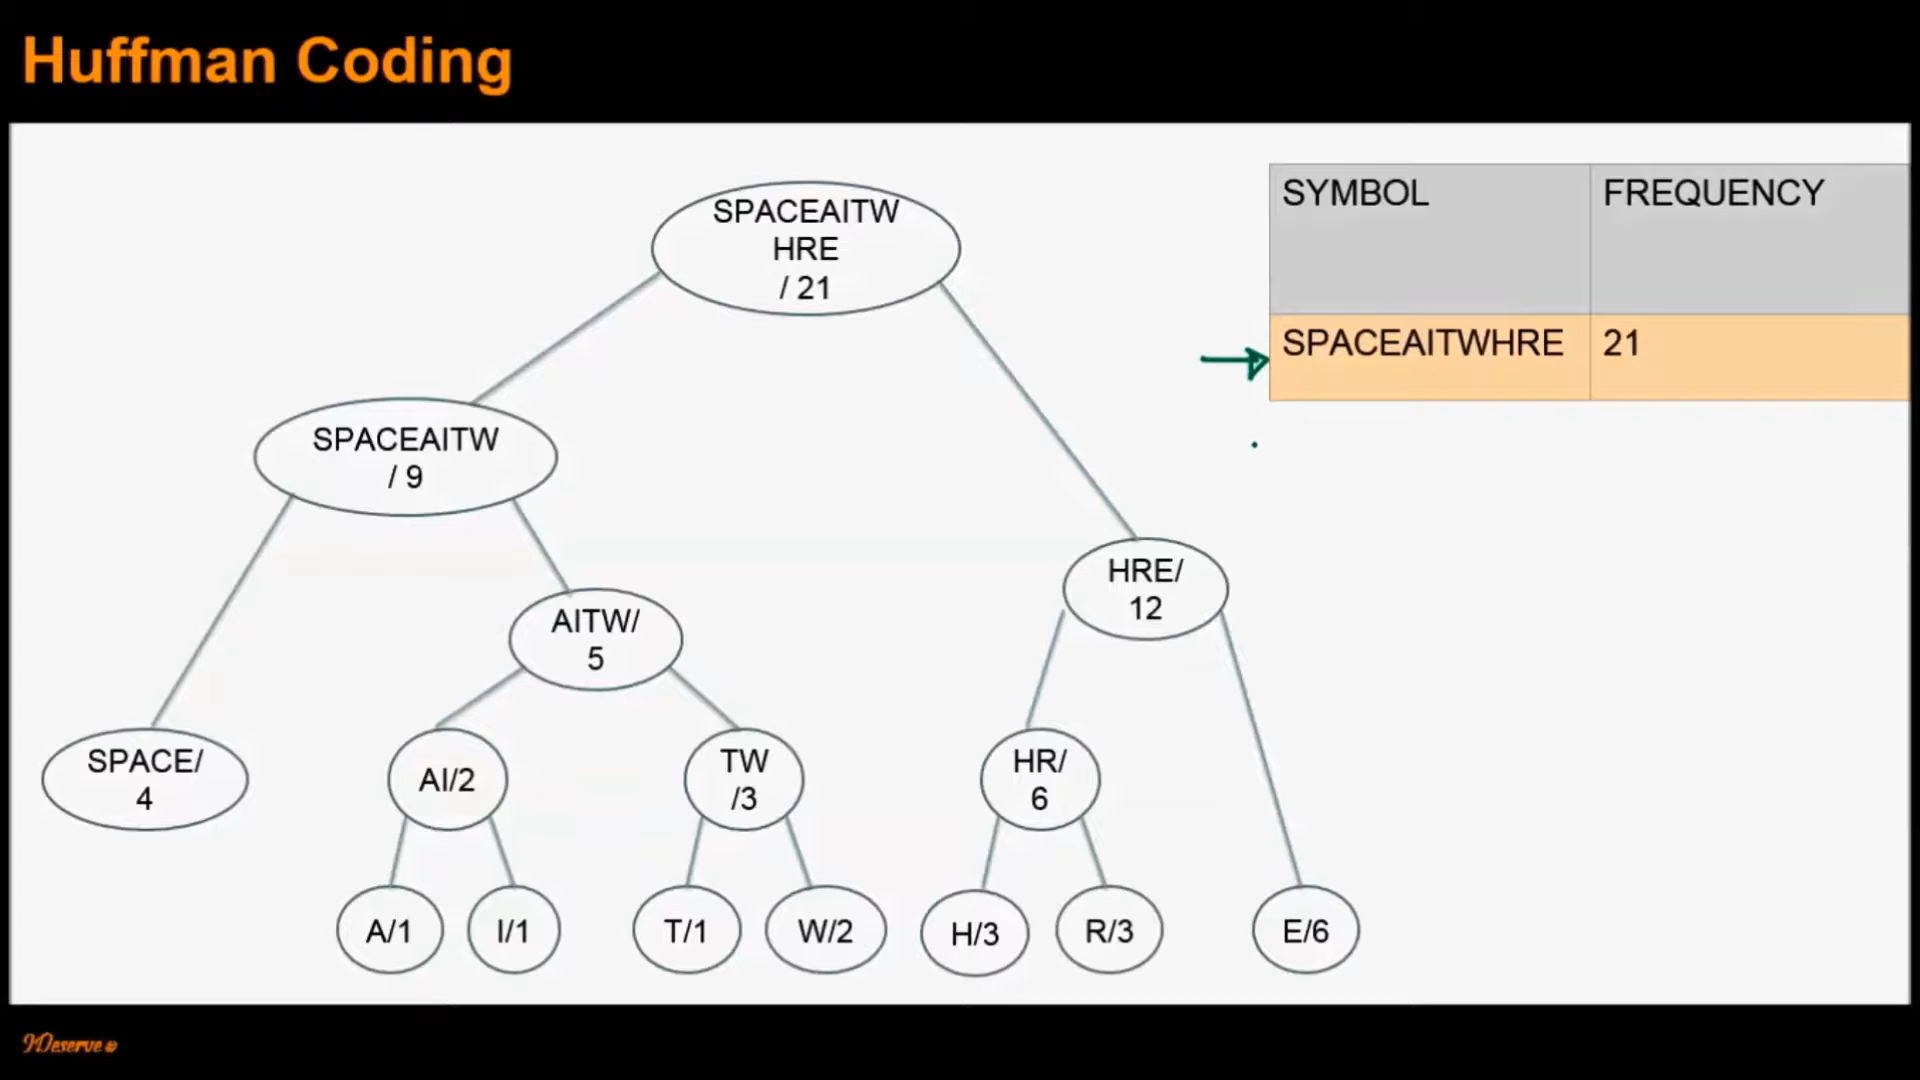 Huffman Coding
SPACEAITW
HRE
/ 21
SYMBOL FREQUENCY
SPACEAITWHRE 21
SPACEAITW
/ 9
HRE/
12
AITW/
5
SPACE/
4
AI/2
TW
/3
HR/
6
A/1
I/1
T/1
W/2
H/3
R/3
E/6
9Deserve